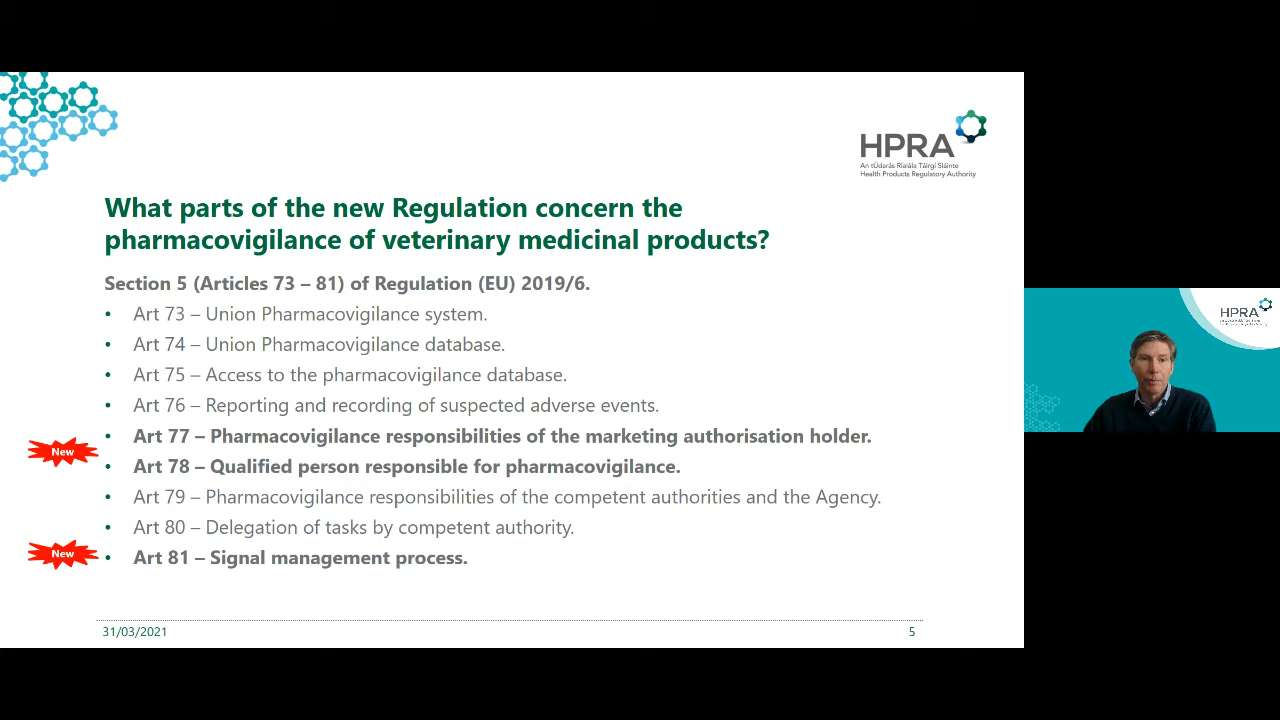 HPRA
An tÚdarás Rialála Táirgí Sláinte
Health Products Regulatory Authority
What parts of the new Regulation concern the
pharmacovigilance of veterinary medicinal products?
Section 5 (Articles 73 – 81) of Regulation (EU) 2019/6.
• Art 73 – Union Pharmacovigilance system.
• Art 74 – Union Pharmacovigilance database.
• Art 75 – Access to the pharmacovigilance database.
• Art 76 – Reporting and recording of suspected adverse events.
• Art 77 – Pharmacovigilance responsibilities of the marketing authorisation holder.
New
• Art 78 – Qualified person responsible for pharmacovigilance.
• Art 79 – Pharmacovigilance responsibilities of the competent authorities and the Agency.
• Art 80 – Delegation of tasks by competent authority.
New
• Art 81 – Signal management process.
31/03/2021
5
HPRA